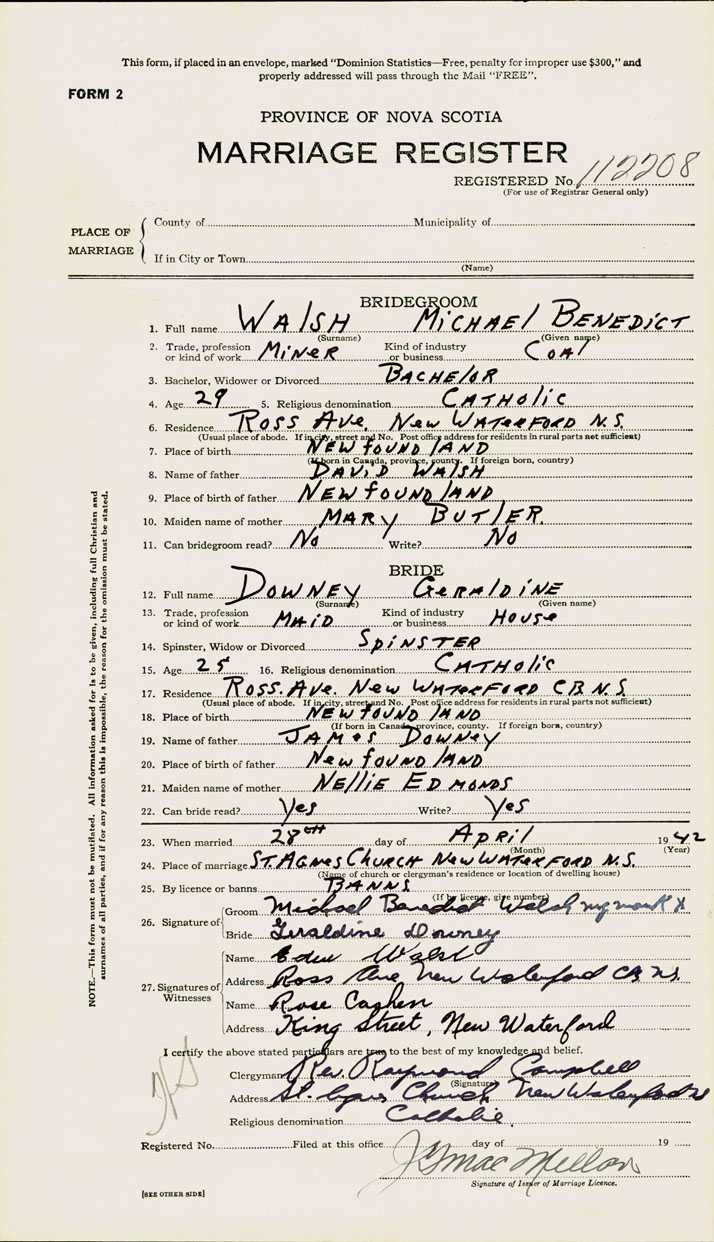 This form, if placed in an envelope, marked "Dominion Statistics—Free, penalty for improper use $300," and
properly addressed will pass through the Mail "FREE".
FORM 2
PROVINCE OF NOVA SCOTIA
MARRIAGE REGISTER
REGISTERED No. 112208
(For use of Registrar General only)
PLACE OF MARRIAGE
County of Municipality of
If in City or Town
(Name)
BRIDEGROOM
1. Full name WAlSH MicHAEl BENEDicT
(Surname) (Given name)
2. Trade, profession or kind of work MiNER Kind of industry or business COAl
3. Bachelor, Widower or Divorced BACHElOR
4. Age 29 5. Religious denomination CATHOlic
6. Residence ROSS AVE. NEW WATERFORD N.S.
(Usual place of abode. If in city, street and No. Post office address for residents in rural parts not sufficient)
7. Place of birth NEWfOUNDlAND
(If born in Canada, province, county. If foreign born, country)
8. Name of father DAViD WAlSH
9. Place of birth of father NEWfOUNDlAND
10. Maiden name of mother MARY BUTlER.
11. Can bridegroom read? No Write? No
BRIDE
12. Full name DOWNEY GERAlDiNE
(Surname) (Given name)
13. Trade, profession or kind of work MAiD Kind of industry or business HOUSe
14. Spinster, Widow or Divorced SPiNSTER
15. Age 25 16. Religious denomination CATHOlic
17. Residence ROSS. AVE. NEW WATERFORD C.B. N.S.
(Usual place of abode. If in city, street and No. Post office address for residents in rural parts not sufficient)
18. Place of birth NEWfOUNDlAND
(If born in Canada, province, county. If foreign born, country)
19. Name of father JAMes DOWNEY
20. Place of birth of father NewfoUNDlAND
21. Maiden name of mother NEllIE EDMONDS
22. Can bride read? Yes Write? Yes
23. When married 28TH day of ApRil 1942
(Month) (Year)
24. Place of marriage ST. AGNES CHURCH NEW WATERFORD N.S.
(Name of church or clergyman's residence or location of dwelling house)
25. By licence or banns BANNS
(If by license, give number)
26. Signature of
Groom Michael Benedict Walsh my mark X
Bride Geraldine Downey
27. Signatures of Witnesses
Name Walsh
Address Ross Ave New Waterford CB NS.
Name Rose
Address King Street, New Waterford
I certify the above stated particulars are true to the best of my knowledge and belief.
Clergyman Rev. Raymond Campbell
(Signature)
Address St. Agnes Church New Waterford NS
Religious denomination Catholic
Registered No. Filed at this office day of 19
Signature of Issuer of Marriage Licence.
[SEE OTHER SIDE]
NOTE.—This form must not be mutilated. All information asked for is to be given, including full Christian and
surnames of all parties, and if for any reason this is impossible, the reason for the omission must be stated.